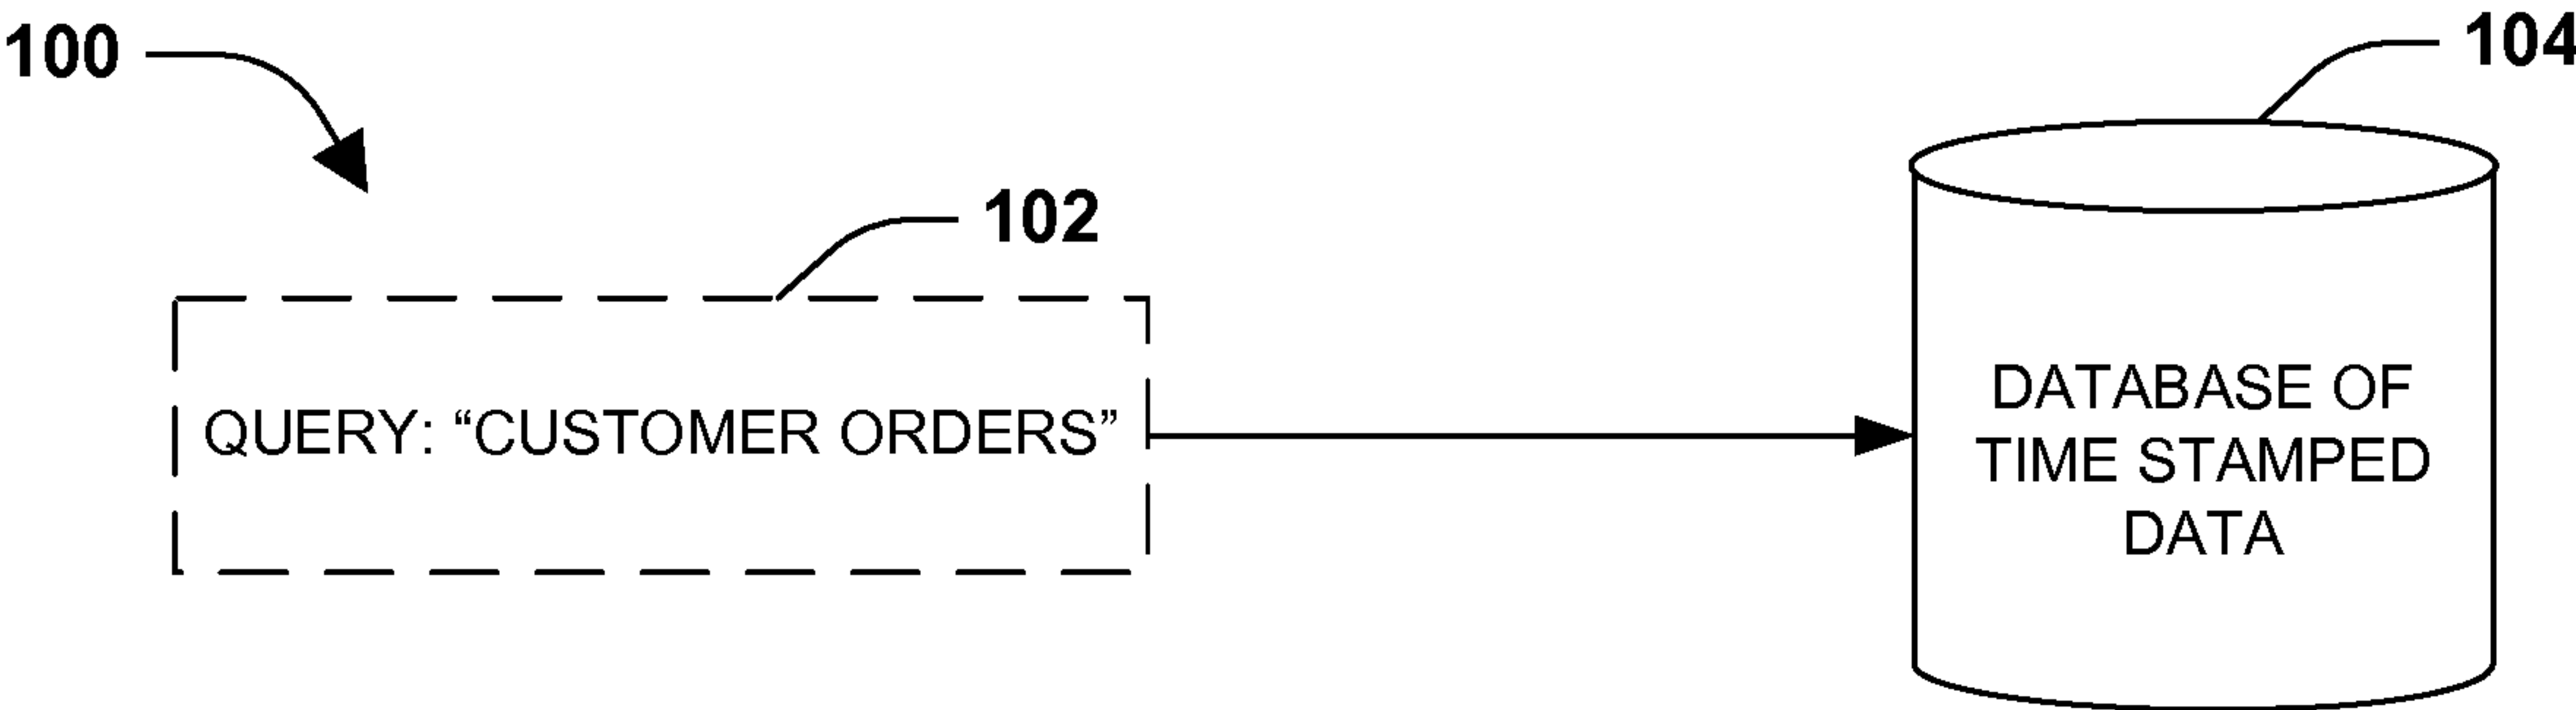 100
104
102
QUERY: “CUSTOMER ORDERS”
DATABASE OF
TIME STAMPED
DATA